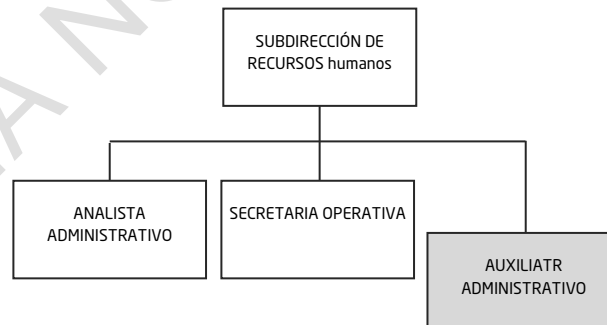 SUBDIRECCIÓN DE
RECURSOS humanos
ANALISTA
ADMINISTRATIVO
SECRETARIA OPERATIVA
AUXILIATR
ADMINISTRATIVO